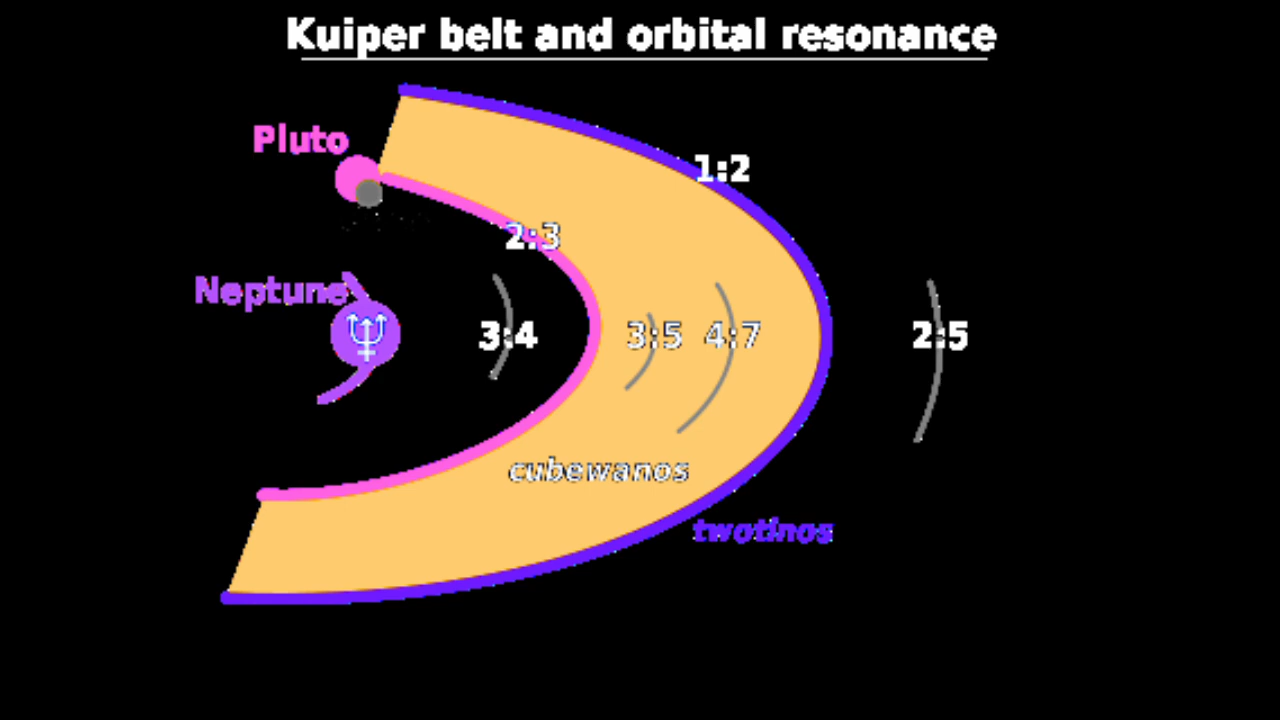 Kuiper belt and orbital resonance
Pluto
1:2
2:3
Neptune
3:4
3:5
4:7
2:5
cubewanos
twotinos